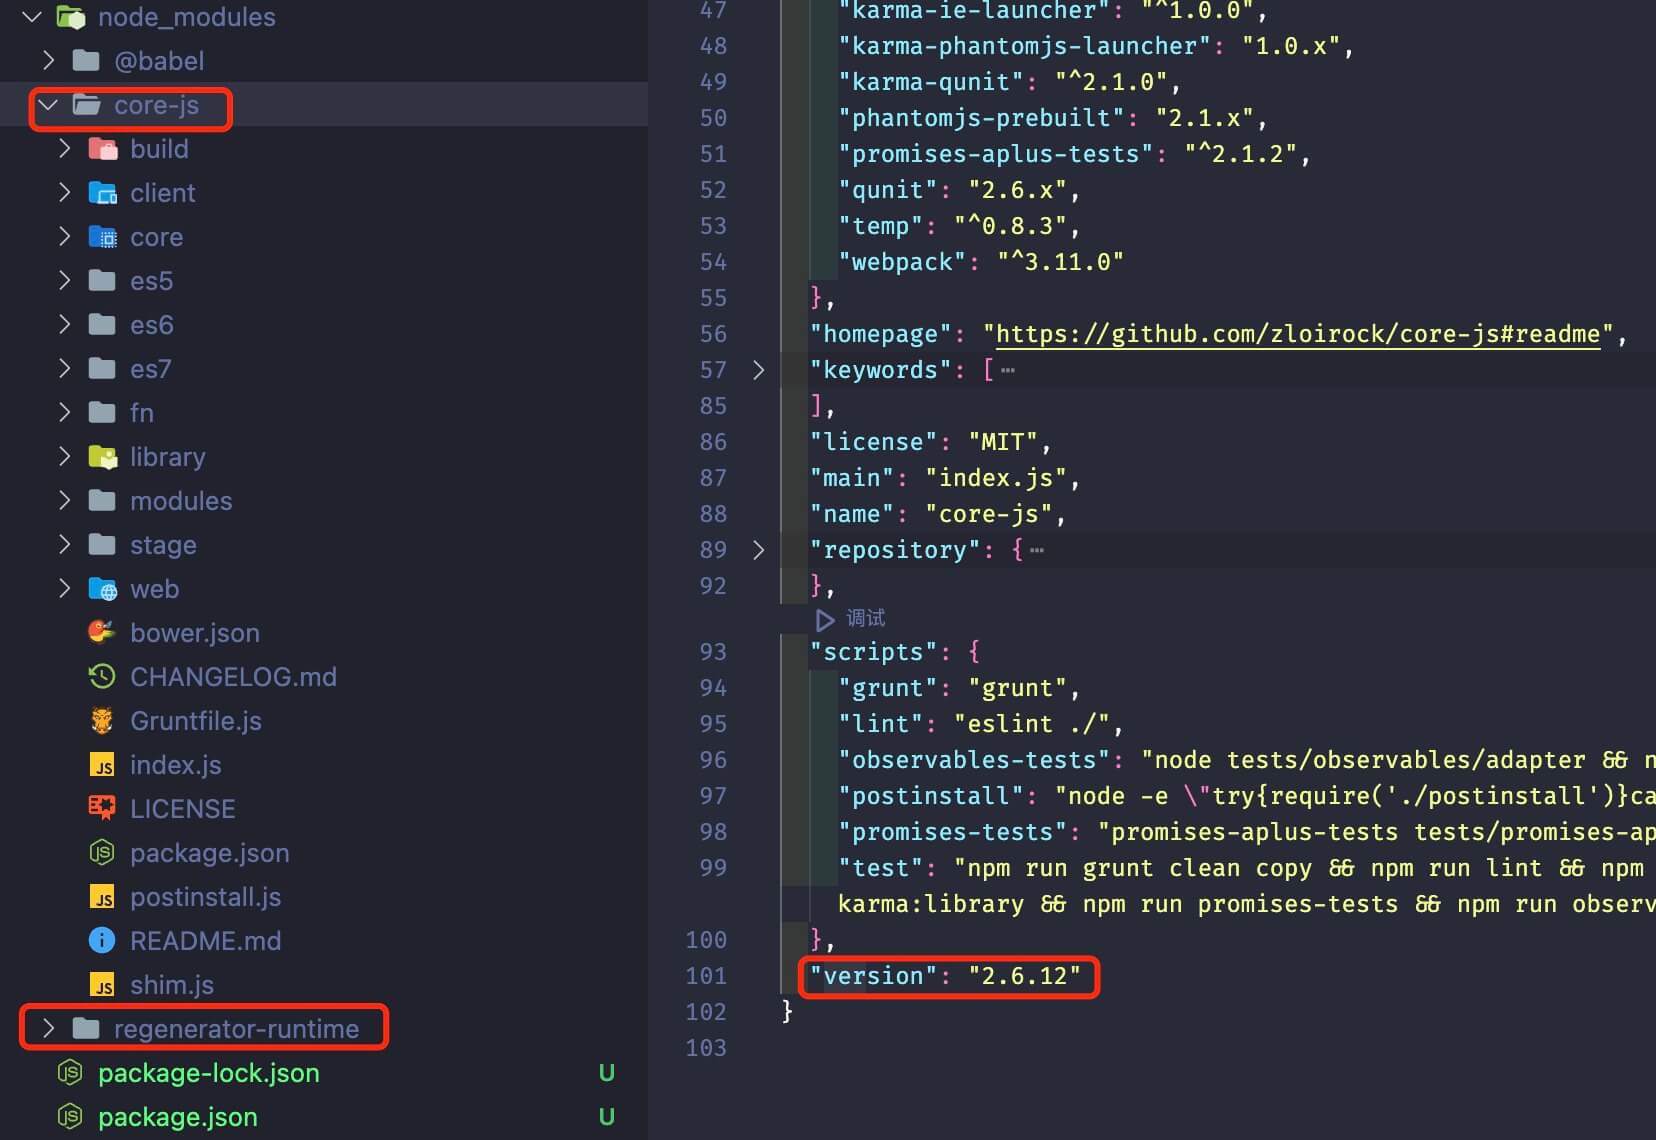 node_modules
@babel
core-js
build
client
core
es5
es6
es7
fn
library
modules
stage
web
bower.json
CHANGELOG.md
Gruntfile.js
index.js
LICENSE
package.json
postinstall.js
README.md
shim.js
regenerator-runtime
package-lock.json U
package.json U
47 "karma-ie-launcher": "^1.0.0",
48 "karma-phantomjs-launcher": "1.0.x",
49 "karma-qunit": "^2.1.0",
50 "phantomjs-prebuilt": "2.1.x",
51 "promises-aplus-tests": "^2.1.2",
52 "qunit": "2.6.x",
53 "temp": "^0.8.3",
54 "webpack": "^3.11.0"
55 },
56 "homepage": "https://github.com/zloirock/core-js#readme",
57 "keywords": […
85 ],
86 "license": "MIT",
87 "main": "index.js",
88 "name": "core-js",
89 "repository": {…
92 },
调试
93 "scripts": {
94 "grunt": "grunt",
95 "lint": "eslint ./",
96 "observables-tests": "node tests/observables/adapter && n
97 "postinstall": "node -e \"try{require('./postinstall')}ca
98 "promises-tests": "promises-aplus-tests tests/promises-ap
99 "test": "npm run grunt clean copy && npm run lint && npm
karma:library && npm run promises-tests && npm run observ
100 },
101 "version": "2.6.12"
102 }
103